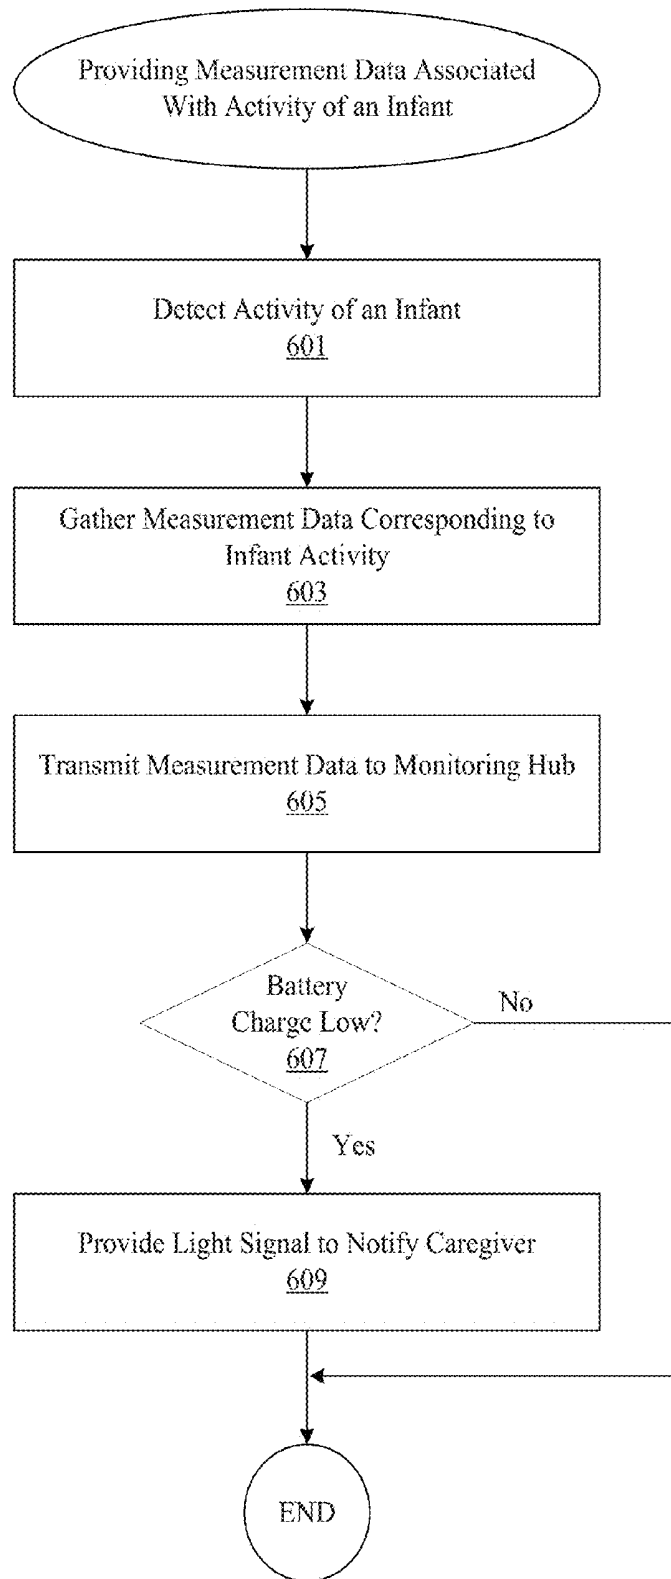 Providing Measurement Data Associated
With Activity of an Infant
Detect Activity of an Infant
601
Gather Measurement Data Corresponding to
Infant Activity
603
Transmit Measurement Data to Monitoring Hub
605
Battery
Charge Low?
607
No
Yes
Provide Light Signal to Notify Caregiver
609
END